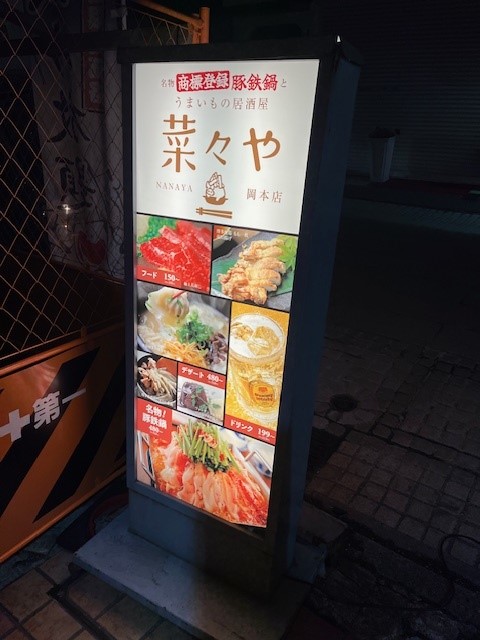 名物 商標登録 豚鉄鍋と
うまいもの居酒屋
菜々や
NANAYA
岡本店
フード 150~
デザート 480~
名物!
豚鉄鍋
ドリンク 199~
第一